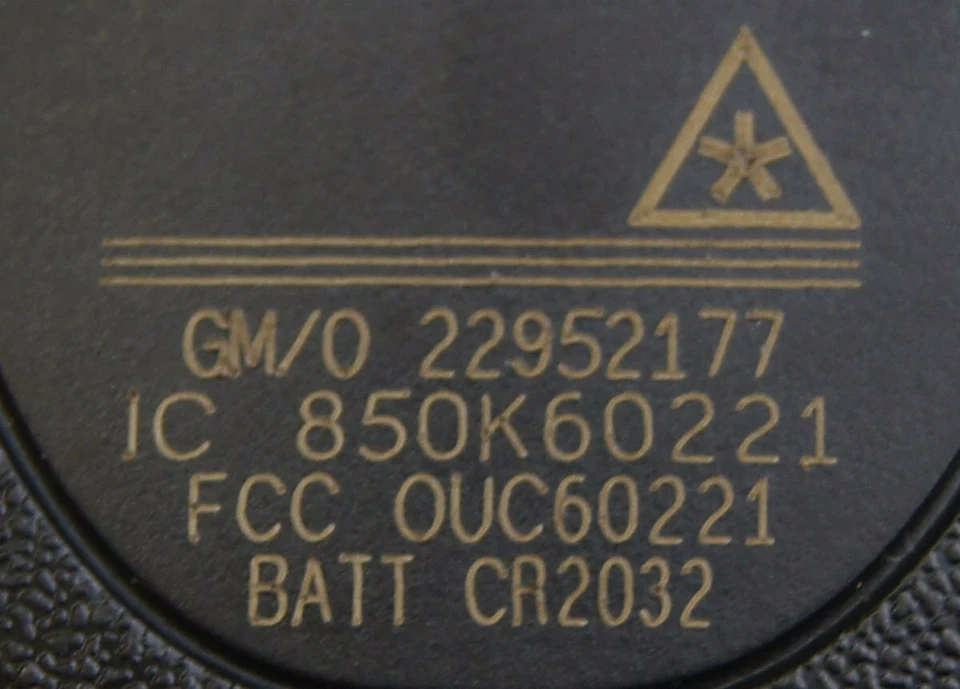 GM/O 22952177
IC 850K60221
FCC OUC60221
BATT CR2032